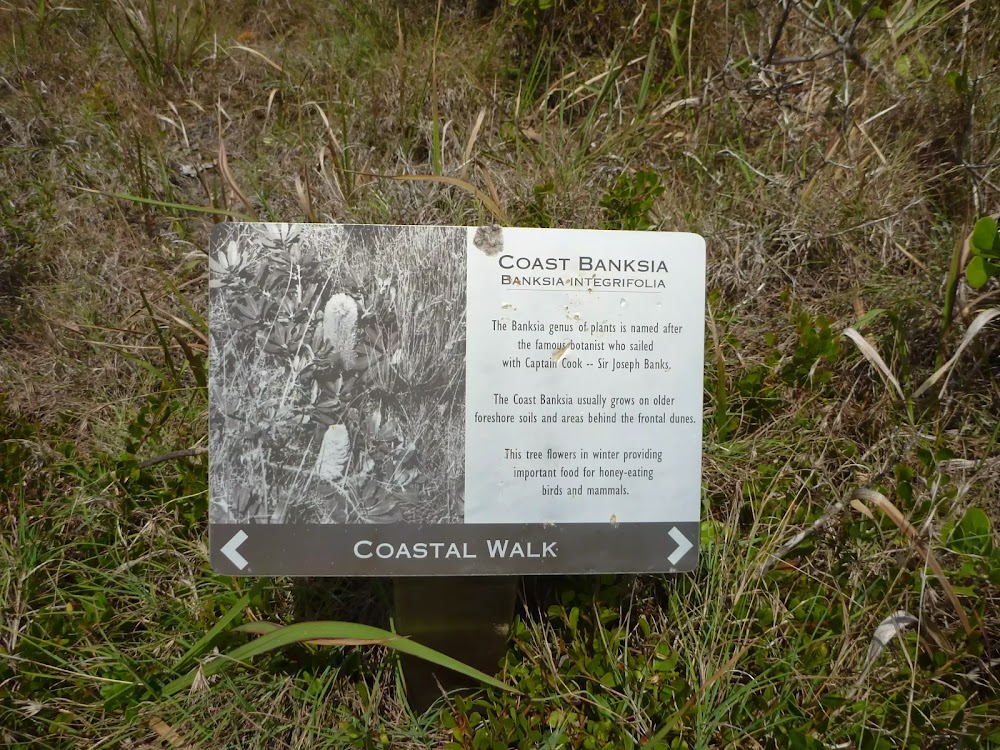 Coast Banksia
Banksia integrifolia
The Banksia genus of plants is named after
the famous botanist who sailed
with Captain Cook -- Sir Joseph Banks.
The Coast Banksia usually grows on older
foreshore soils and areas behind the frontal dunes.
This tree flowers in winter providing
important food for honey-eating
birds and mammals.
Coastal Walk